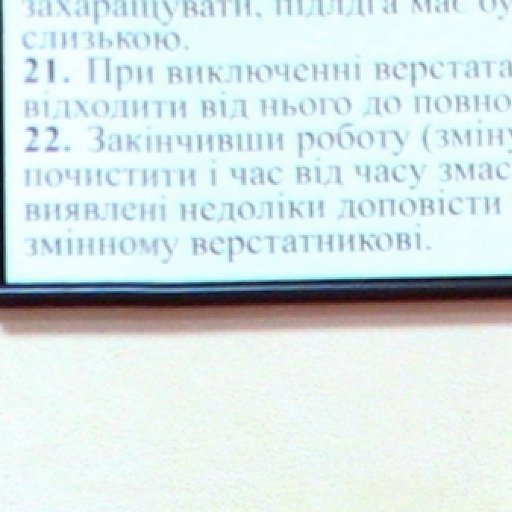 захаращувати, підлога має бу
слизькою.
21. При виключенні верстата
відходити від нього до повно
22. Закінчивши роботу (зміну
почистити і час від часу змас
виявлені недоліки доповісти
змінному верстатникові.